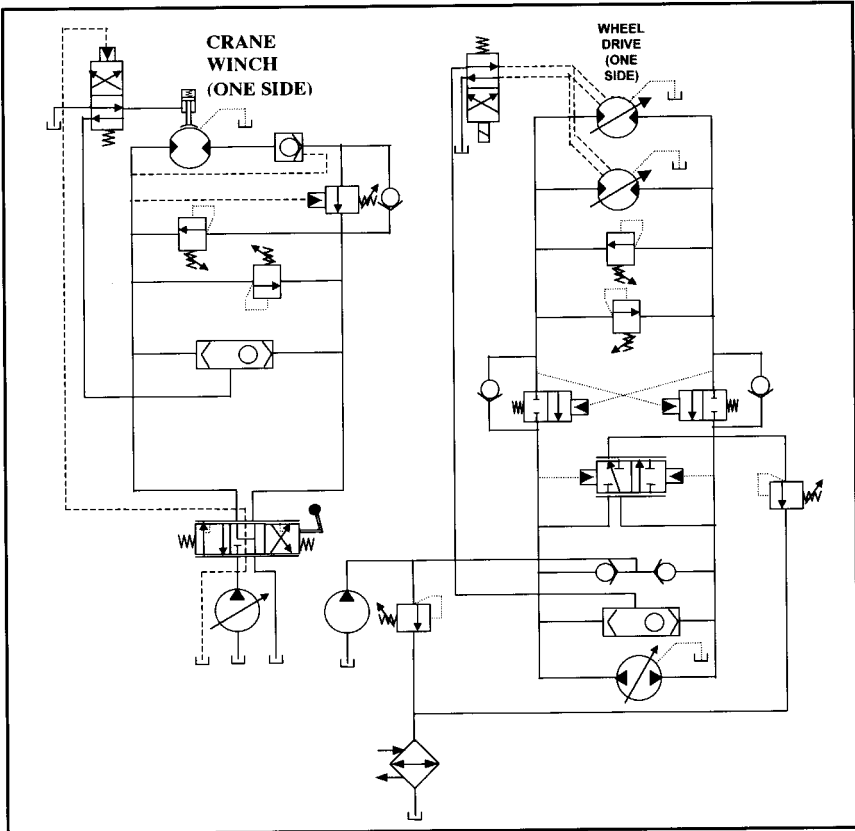 CRANE
WINCH
(ONE SIDE)
WHEEL
DRIVE
(ONE
SIDE)